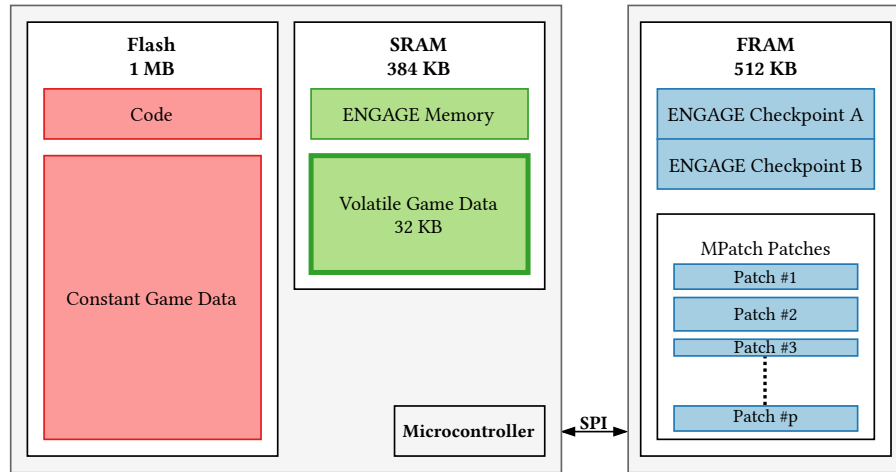 Flash
1 MB
Code
Constant Game Data
SRAM
384 KB
ENGAGE Memory
Volatile Game Data
32 KB
Microcontroller
SPI
FRAM
512 KB
ENGAGE Checkpoint A
ENGAGE Checkpoint B
MPatch Patches
Patch #1
Patch #2
Patch #3
Patch #p